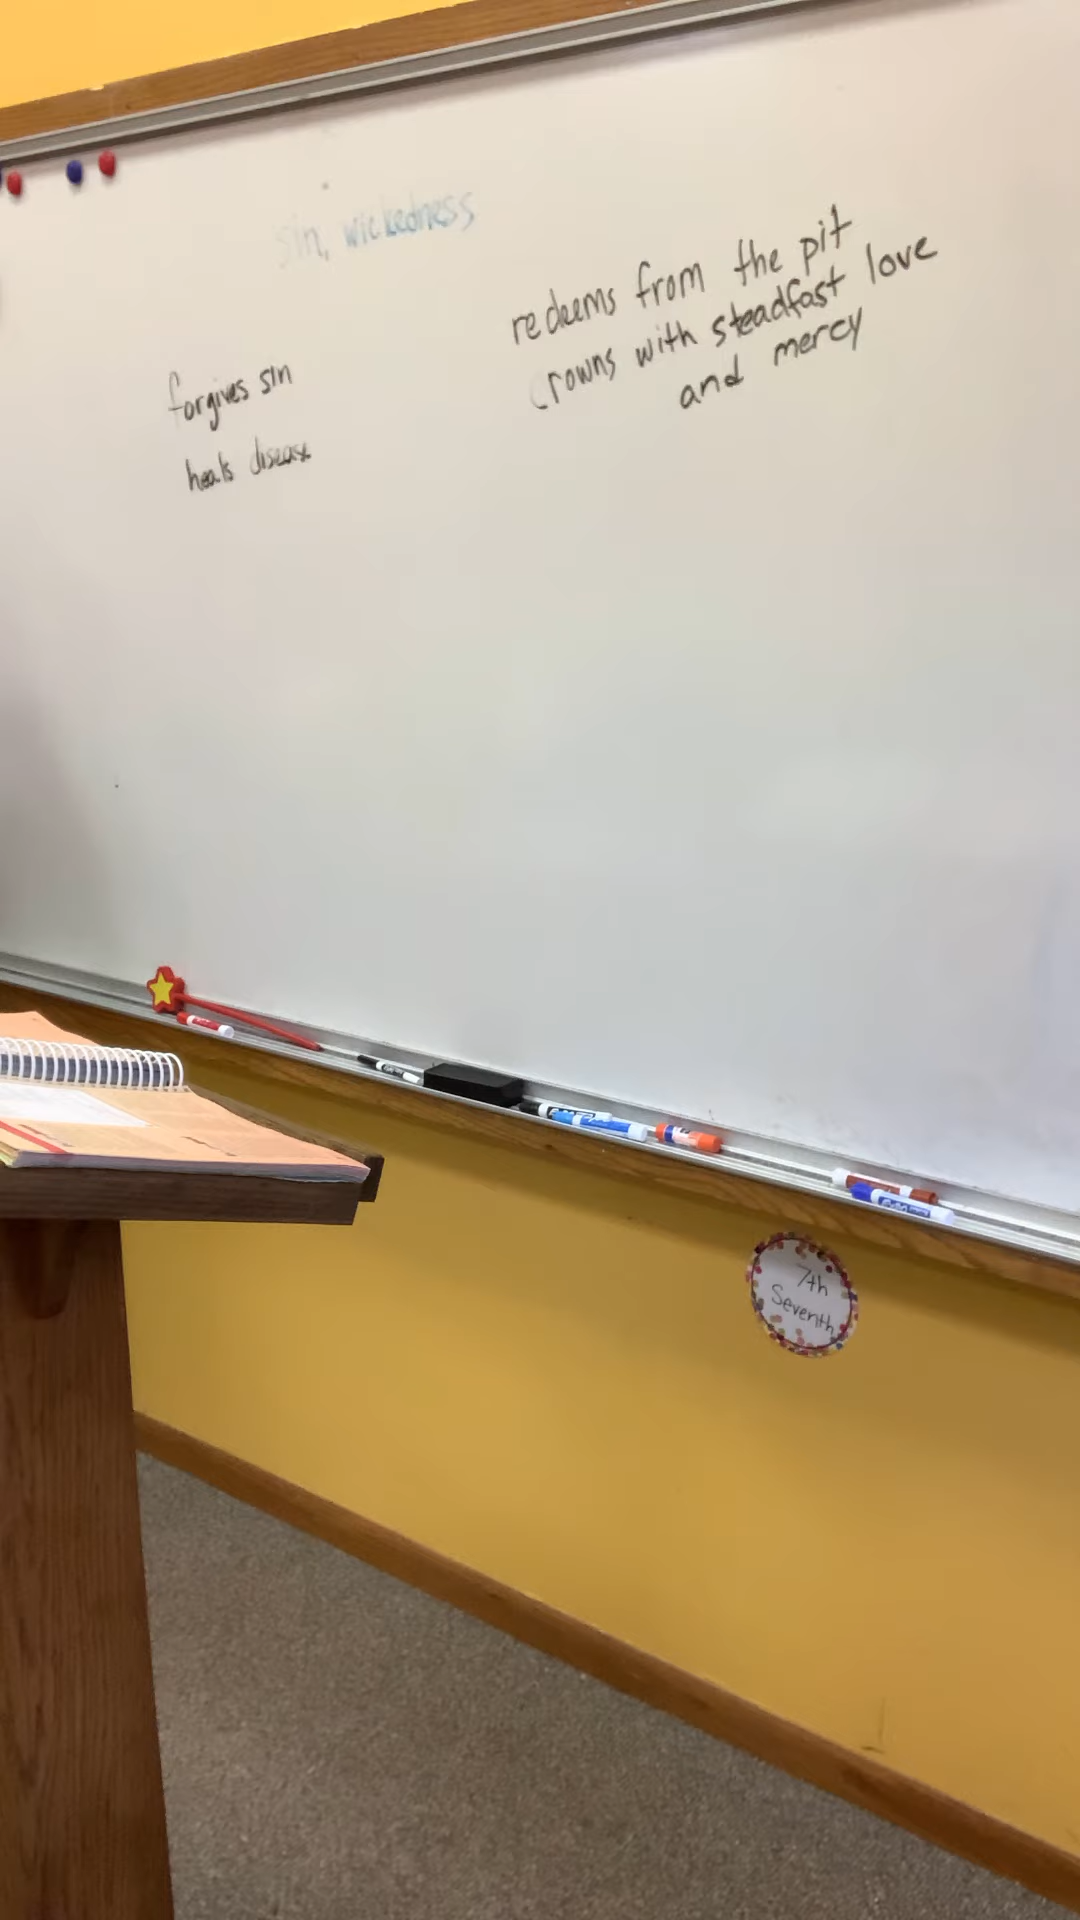 sin, wickedness
forgives sin
heals disease
redeems from the pit
crowns with steadfast love
and mercy
7th
Seventh